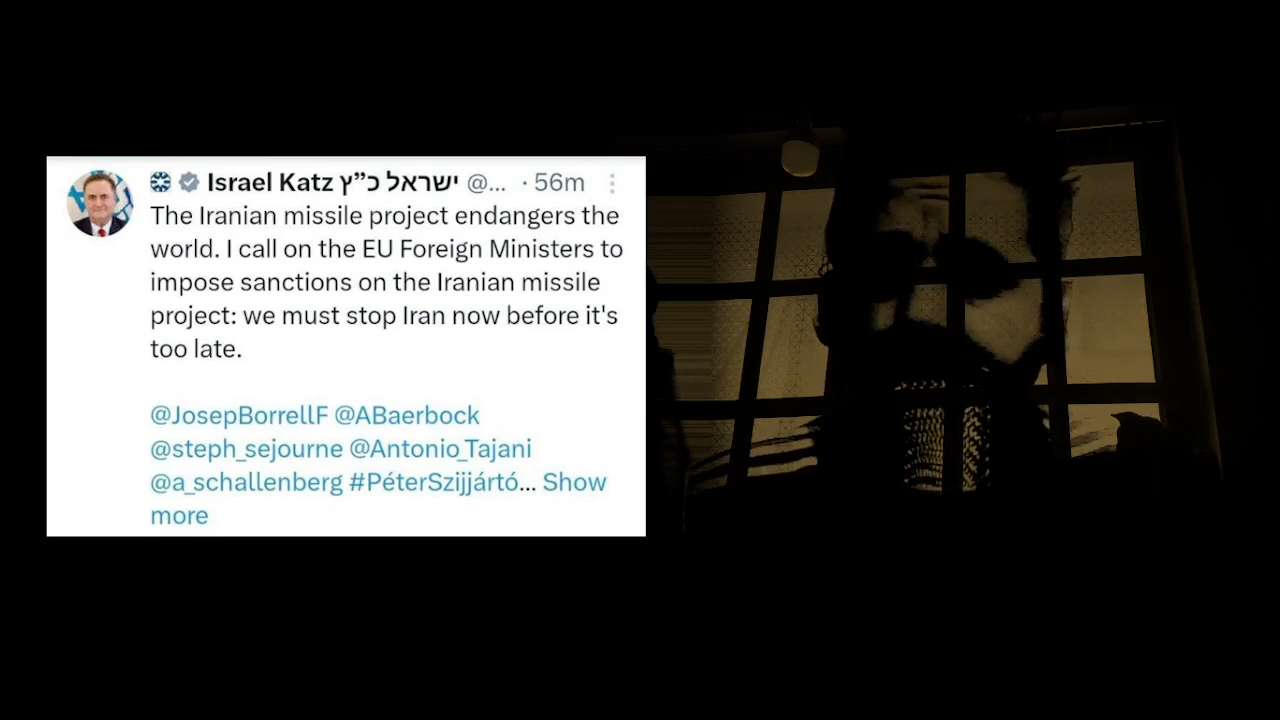 Israel Katz ישראל כ”ץ @... · 56m
The Iranian missile project endangers the
world. I call on the EU Foreign Ministers to
impose sanctions on the Iranian missile
project: we must stop Iran now before it's
too late.
@JosepBorrellF @ABaerbock
@steph_sejourne @Antonio_Tajani
@a_schallenberg #PéterSzijjártó... Show
more